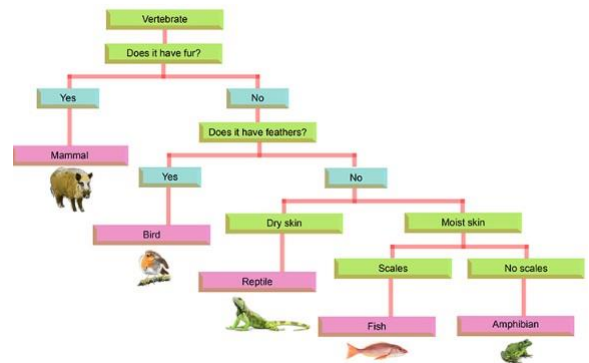 Vertebrate
Does it have fur?
Yes
No
Does it have feathers?
Mammal
Yes
No
Bird
Dry skin
Moist skin
Reptile
Scales
No scales
Fish
Amphibian